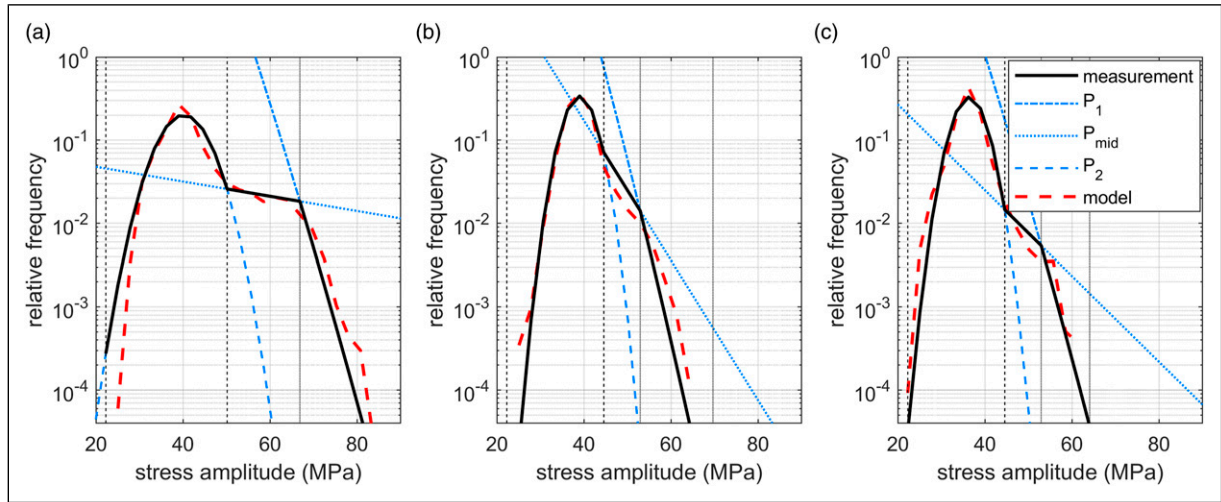 (a)
10^0
10^-1
10^-2
10^-3
10^-4
relative frequency
20 40 60 80
stress amplitude (MPa)
(b)
10^0
10^-1
10^-2
10^-3
10^-4
relative frequency
20 40 60 80
stress amplitude (MPa)
(c)
10^0
10^-1
10^-2
10^-3
10^-4
relative frequency
20 40 60 80
stress amplitude (MPa)
measurement
P_1
P_mid
P_2
model